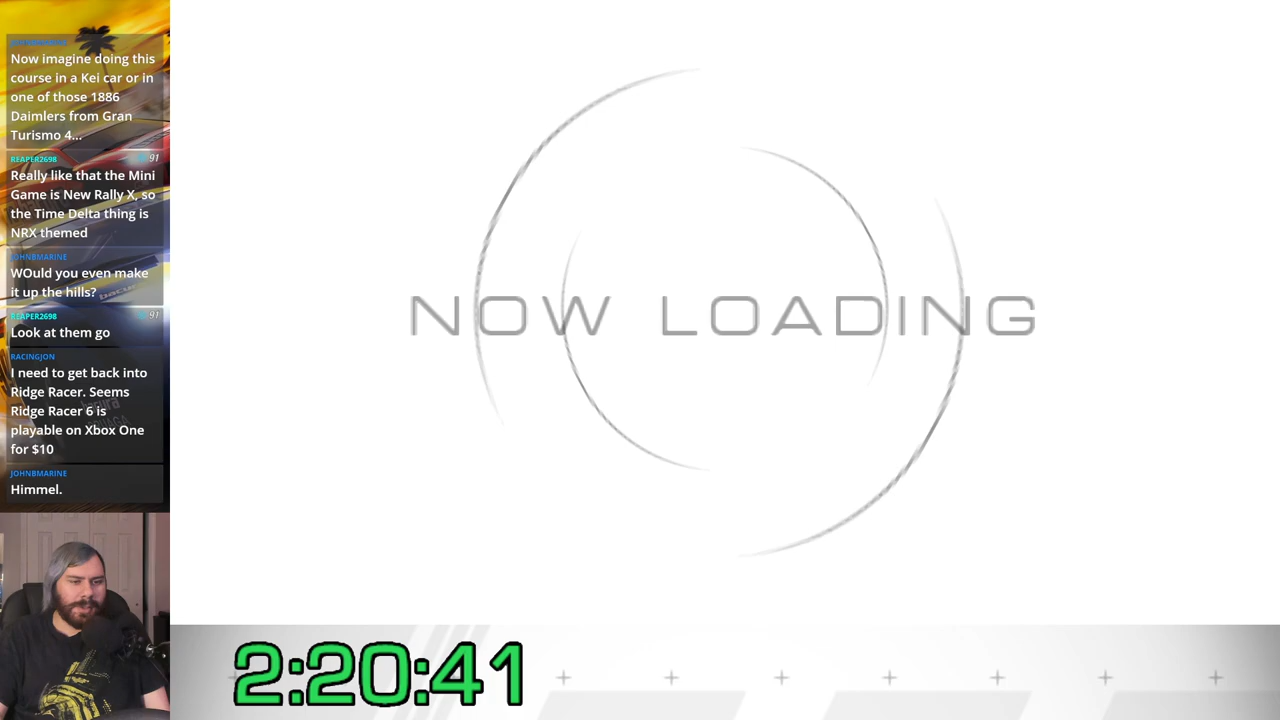 JOHNBMARINE
Now imagine doing this
course in a Kei car or in
one of those 1886
Daimlers from Gran
Turismo 4...
REAPER2698 91
Really like that the Mini
Game is New Rally X, so
the Time Delta thing is
NRX themed
JOHNBMARINE
WOuld you even make
it up the hills?
REAPER2698 91
Look at them go
RACINGJON
I need to get back into
Ridge Racer. Seems
Ridge Racer 6 is
playable on Xbox One
for $10
JOHNBMARINE
Himmel.
NOW LOADING
2:20:41